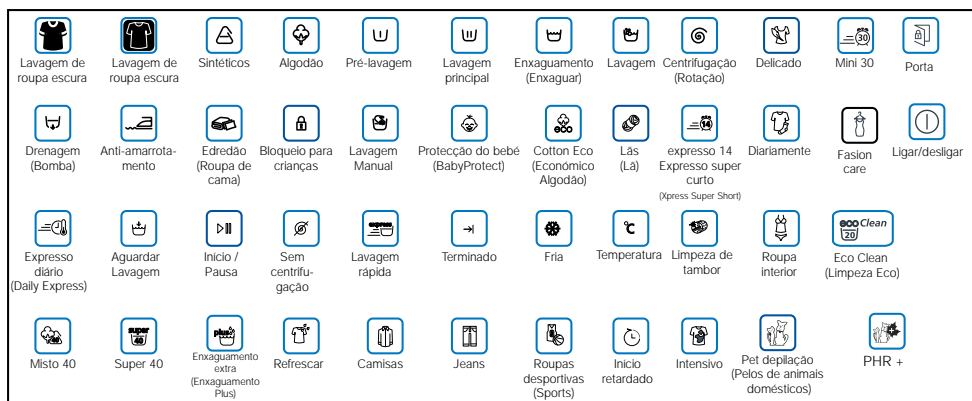 30
Lavagem de
roupa escura
Lavagem de
roupa escura
Sintéticos
Algodão
Pré-lavagem
Lavagem
principal
Enxaguamento
(Enxaguar)
Lavagem
Centrifugação
(Rotação)
Delicado
Mini 30
Porta
eco
14
Drenagem
(Bomba)
Anti-amarrota-
mento
Edredão
(Roupa de
cama)
Bloqueio para
crianças
Lavagem
Manual
Protecção do bebé
(BabyProtect)
Cotton Eco
(Económico
Algodão)
Lãs
(Lã)
expresso 14
Expresso super
curto
(Xpress Super Short)
Diariamente
Fasion
care
Ligar/desligar
express
°C
eco Clean
20
Expresso
diário
(Daily Express)
Aguardar
Lavagem
Início /
Pausa
Sem
centrifu-
gação
Lavagem
rápida
Terminado
Fria
Temperatura
Limpeza de
tambor
Roupa
interior
Eco Clean
(Limpeza Eco)
40
super
40
plus+
Misto 40
Super 40
Enxaguamento
extra
(Enxaguamento
Plus)
Refrescar
Camisas
Jeans
Roupas
desportivas
(Sports)
Início
retardado
Intensivo
Pet depilação
(Pelos de animais
domésticos)
PHR +